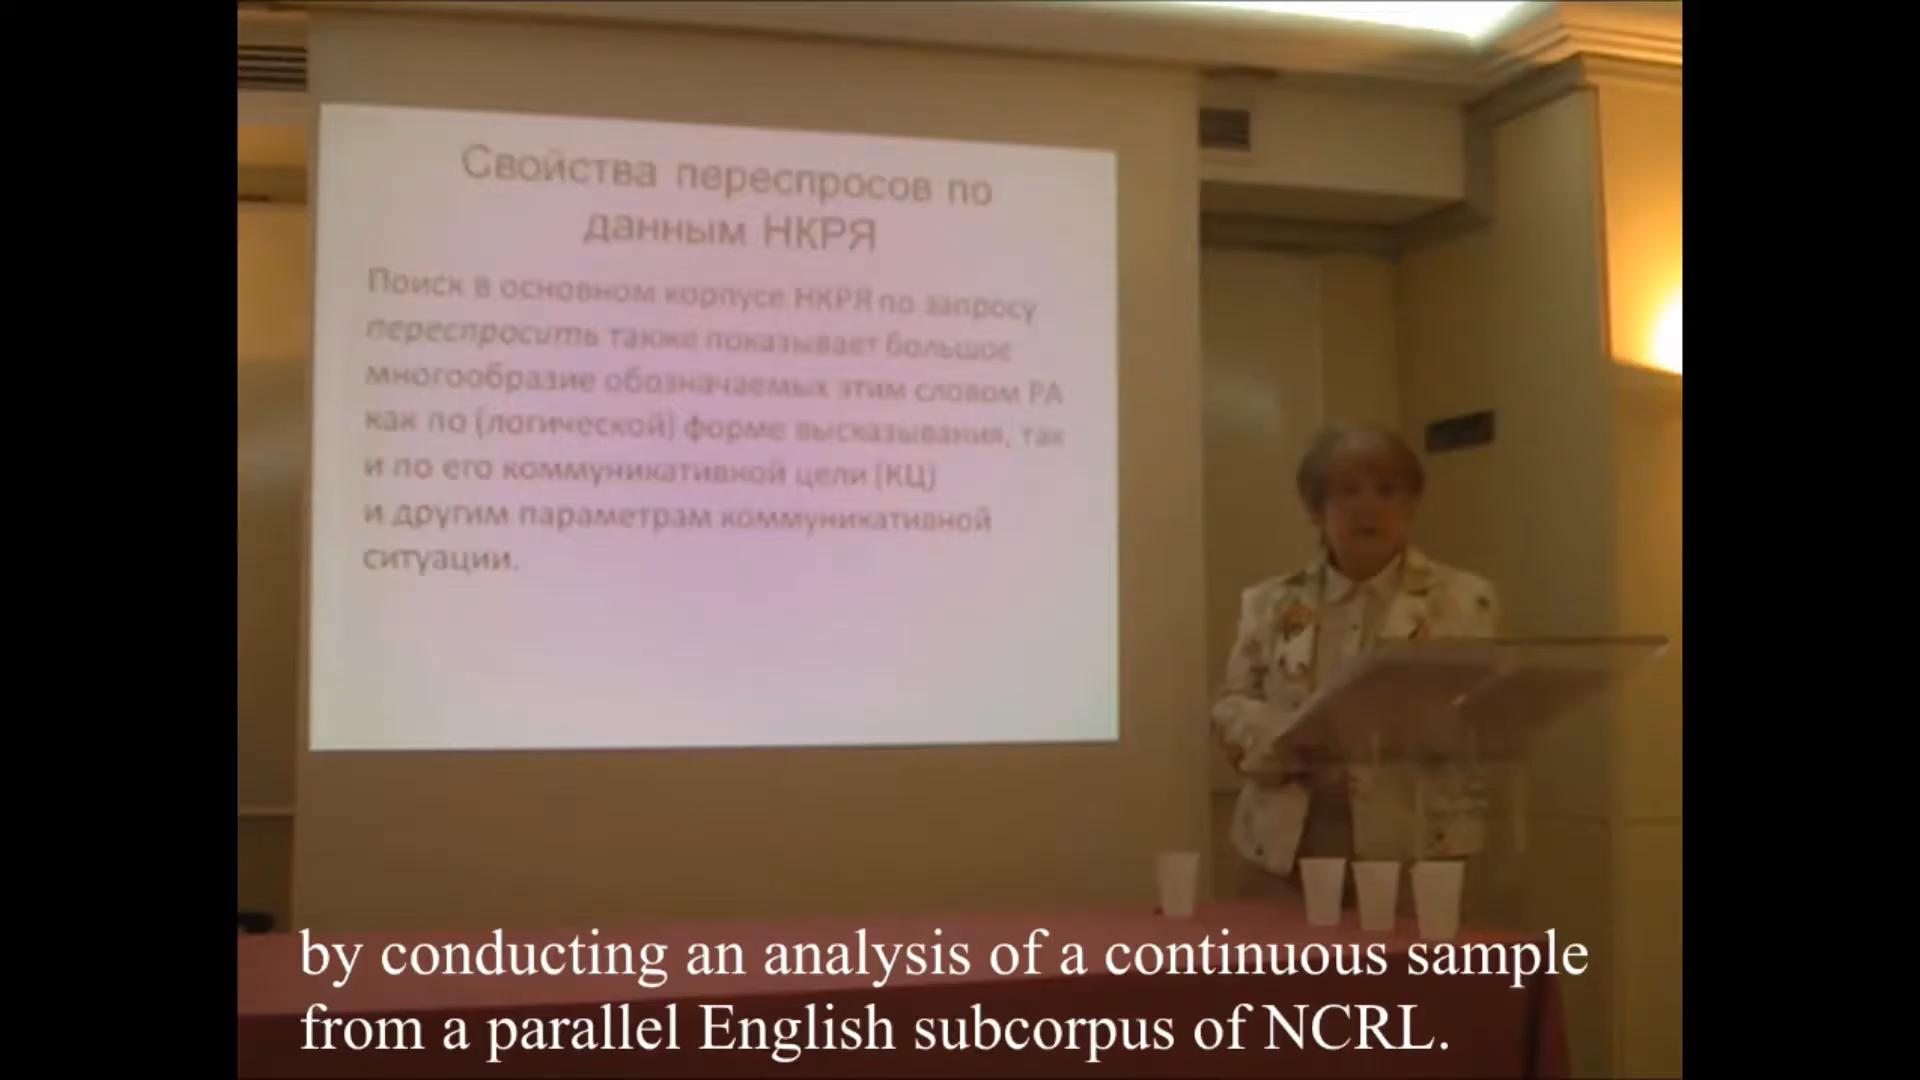 Свойства переспросов по
данным НКРЯ
Поиск в основном корпусе НКРЯ по запросу
переспросить также показывает большое
многообразие обозначаемых этим словом РА
как по (логической) форме высказывания, так
и по его коммуникативной цели (КЦ)
и другим параметрам коммуникативной
ситуации.
by conducting an analysis of a continuous sample
from a parallel English subcorpus of NCRL.